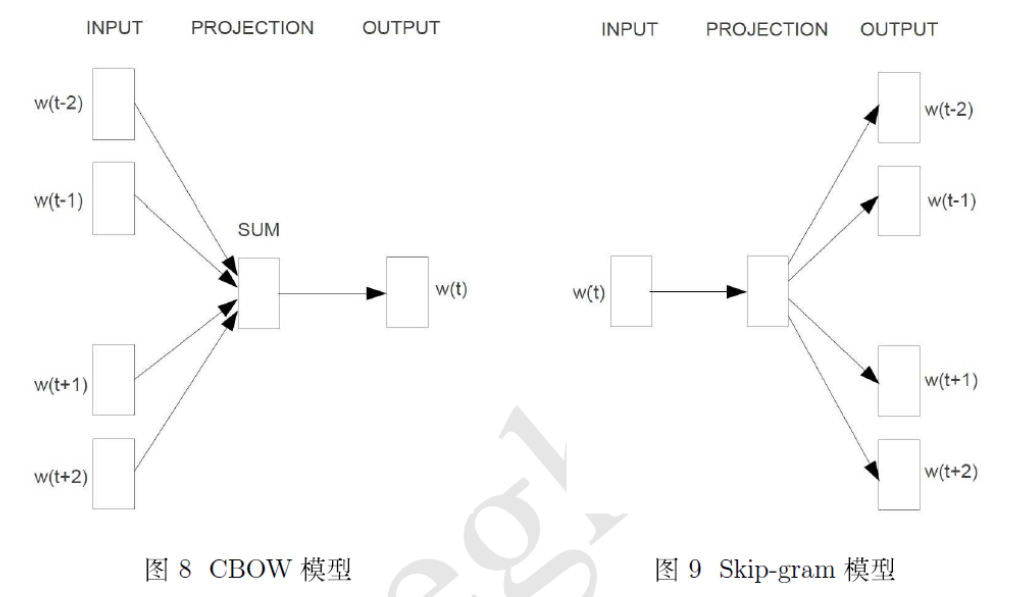 INPUT PROJECTION OUTPUT
w(t-2)
w(t-1)
SUM
w(t)
w(t+1)
w(t+2)
图 8 CBOW 模型
INPUT PROJECTION OUTPUT
w(t-2)
w(t-1)
w(t)
w(t+1)
w(t+2)
图 9 Skip-gram 模型